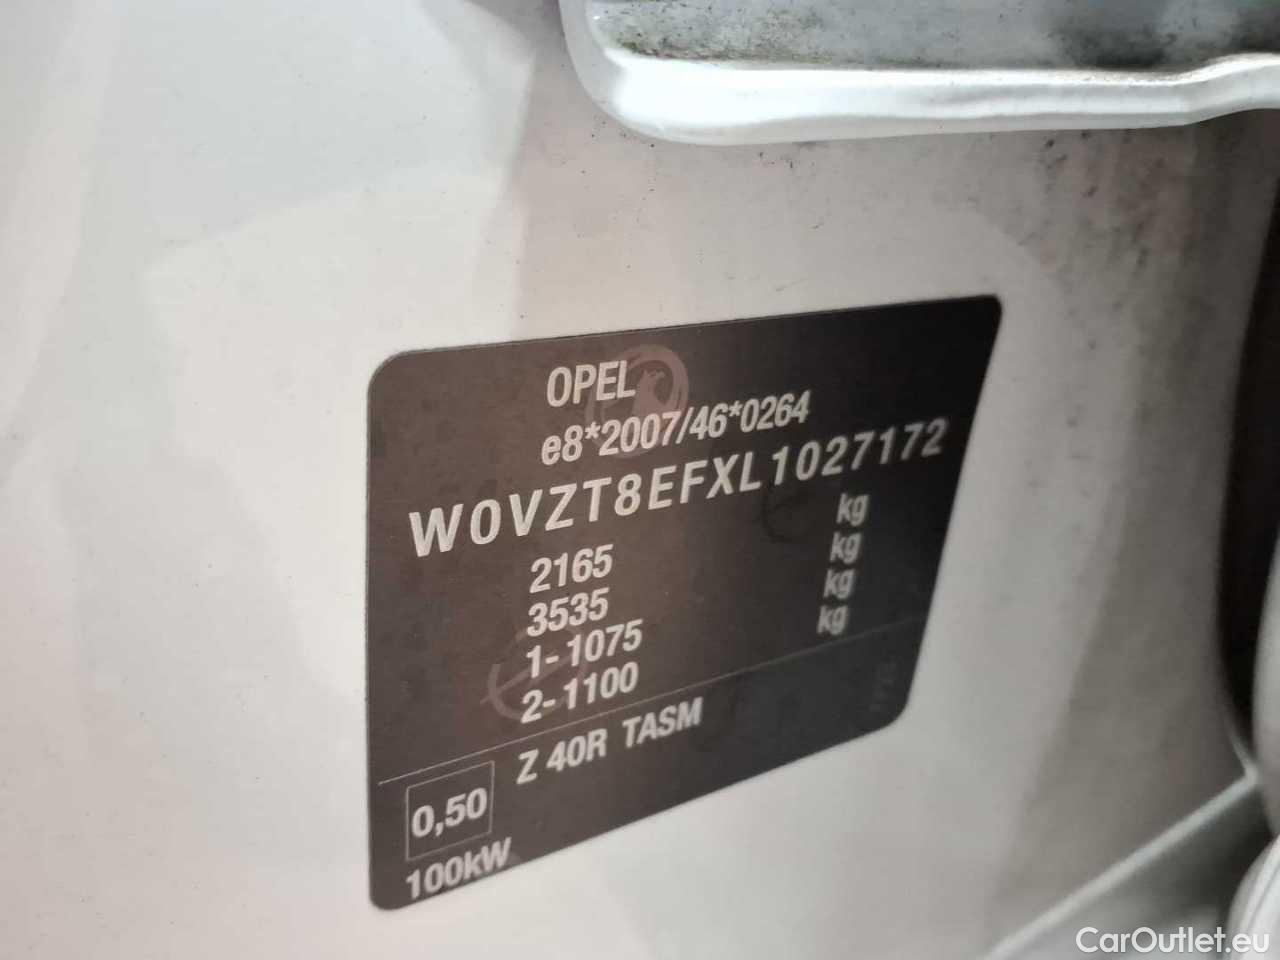 OPEL
e8*2007/46*0264
W0VZT8EFXL1027172
2165 kg
3535 kg
1-1075 kg
2-1100 kg
Z 40R TASM
0,50
100kW
CarOutlet.eu